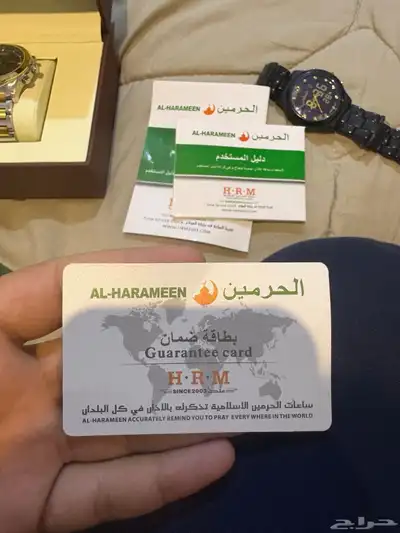 AL-HARAMEEN الحرمين
AL-HARAMEEN الحرمين
دليل المستخدم
H·R·M
H·R·M
AL-HARAMEEN الحرمين
بطاقة ضمان
Guarantee card
H·R·M
SINCE 2003
ساعات الحرمين الاسلامية تذكرك بالأذان في كل البلدان
AL-HARAMEEN ACCURATELY REMIND YOU TO PRAY EVERY WHERE IN THE WORLD
حراج